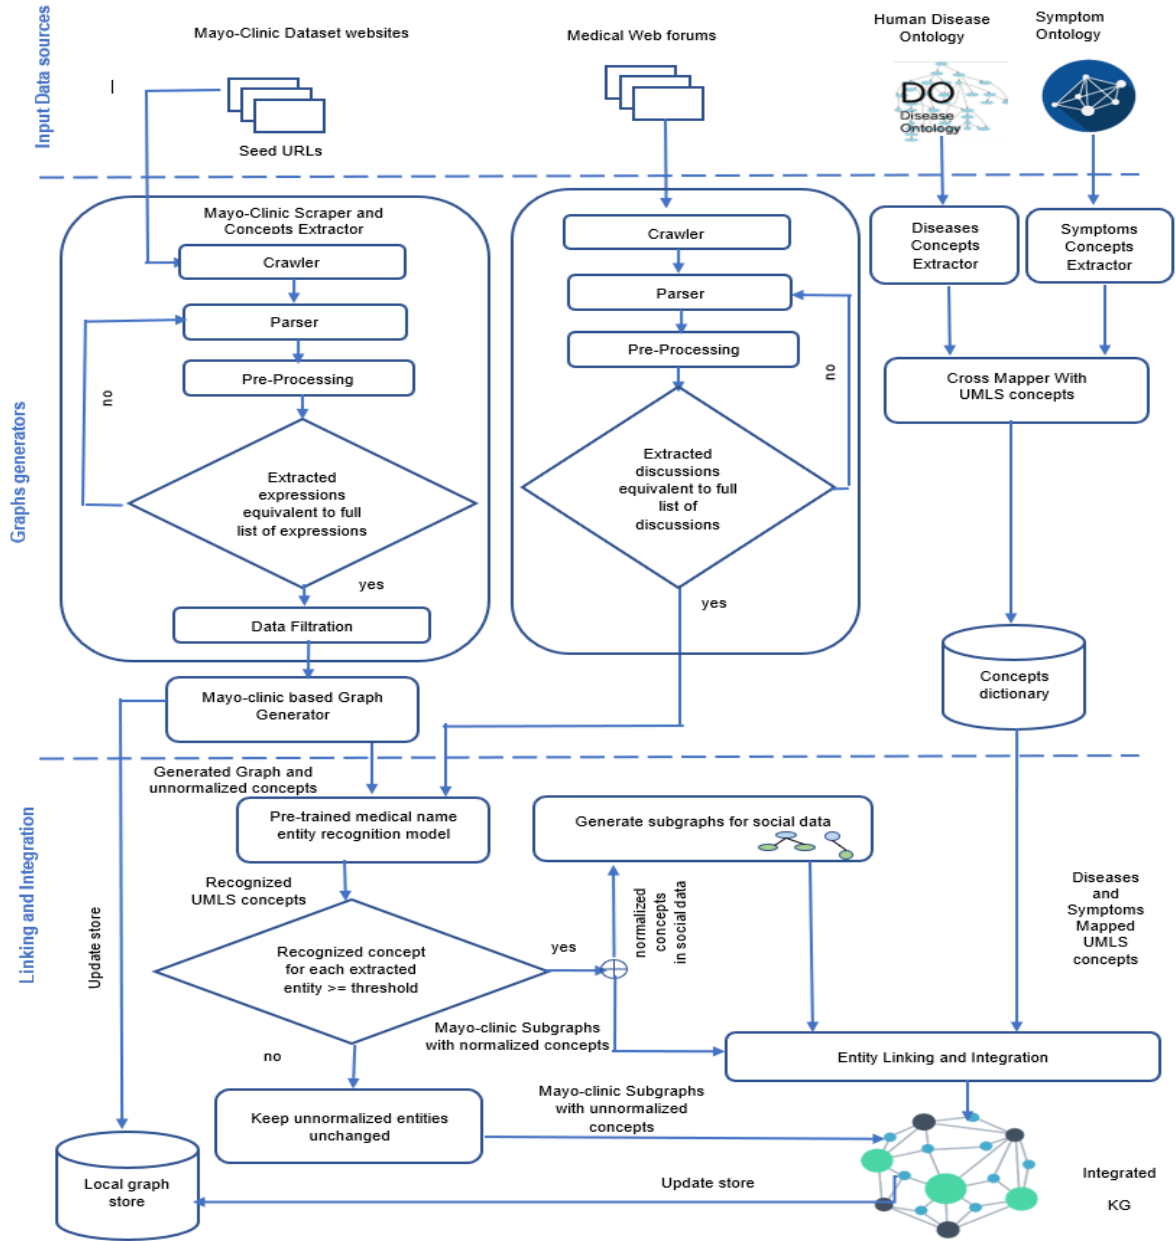 Input Data sources
Mayo-Clinic Dataset websites
Seed URLs
Medical Web forums
Human Disease
Ontology
DO
Disease
Ontology
Symptom
Ontology
Graphs generators
Mayo-Clinic Scraper and
Concepts Extractor
Crawler
Parser
Pre-Processing
no
Extracted
expressions
equivalent to full
list of expressions
yes
Data Filtration
Mayo-clinic based Graph
Generator
Crawler
Parser
Pre-Processing
no
Extracted
discussions
equivalent to full
list of
discussions
yes
Diseases
Concepts
Extractor
Symptoms
Concepts
Extractor
Cross Mapper With
UMLS concepts
Concepts
dictionary
Linking and Integration
Generated Graph and
unnormalized concepts
Pre-trained medical name
entity recognition model
Recognized
UMLS concepts
Recognized concept
for each extracted
entity >= threshold
yes
no
Generate subgraphs for social data
normalized
concepts
in social data
Mayo-clinic Subgraphs
with normalized concepts
Diseases
and
Symptoms
Mapped
UMLS
concepts
Entity Linking and Integration
Keep unnormalized entities
unchanged
Mayo-clinic Subgraphs
with unnormalized
concepts
Update store
Local graph
store
Update store
Integrated
KG